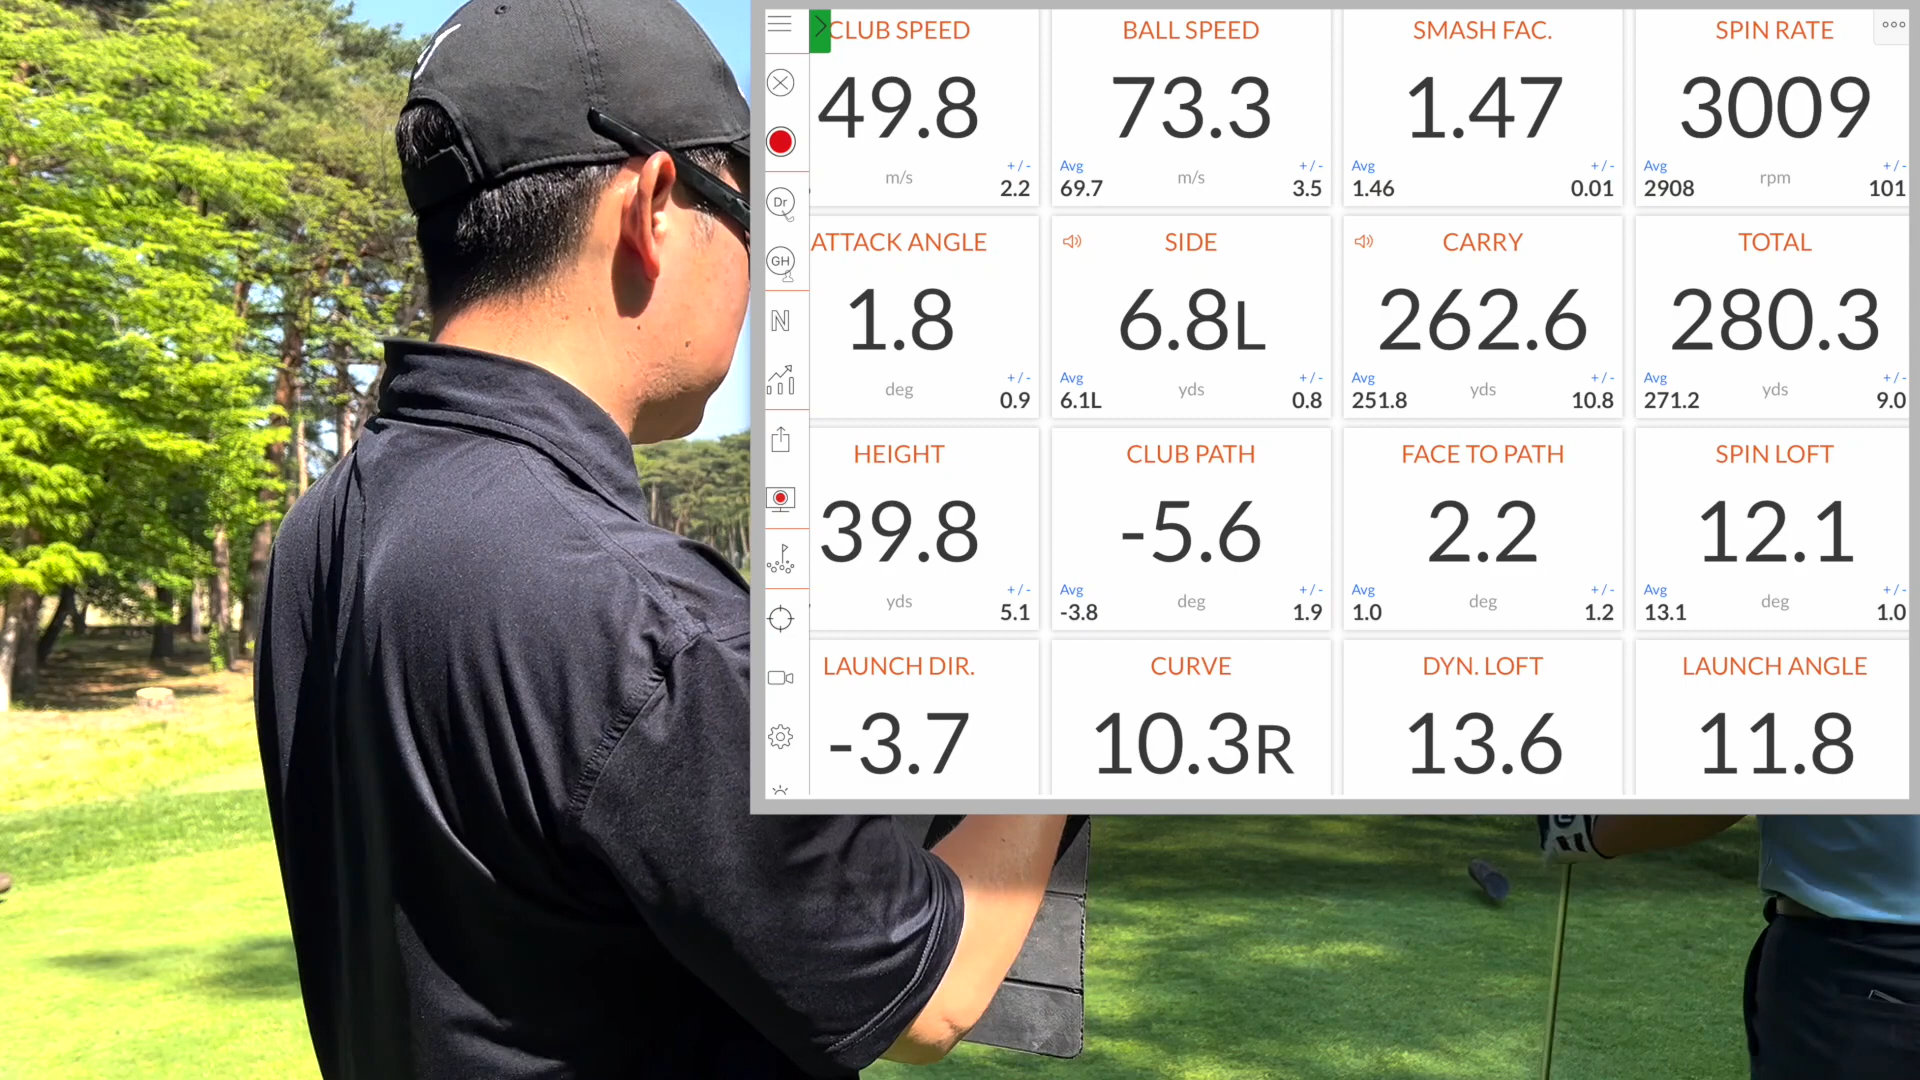 CLUB SPEED BALL SPEED SMASH FAC. SPIN RATE
49.8 73.3 1.47 3009
Avg Avg Avg
+/- +/- +/- +/-
m/s 2.2 69.7 m/s 3.5 1.46 0.01 2908 rpm 101
Dr
ATTACK ANGLE SIDE CARRY TOTAL
GH
1.8 6.8L 262.6 280.3
N
+/- Avg +/- Avg +/- Avg +/-
deg 0.9 6.1L yds 0.8 251.8 yds 10.8 271.2 yds 9.0
HEIGHT CLUB PATH FACE TO PATH SPIN LOFT
39.8 -5.6 2.2 12.1
+/- Avg +/- Avg +/- Avg +/-
yds 5.1 -3.8 deg 1.9 1.0 deg 1.2 13.1 deg 1.0
LAUNCH DIR. CURVE DYN. LOFT LAUNCH ANGLE
-3.7 10.3R 13.6 11.8